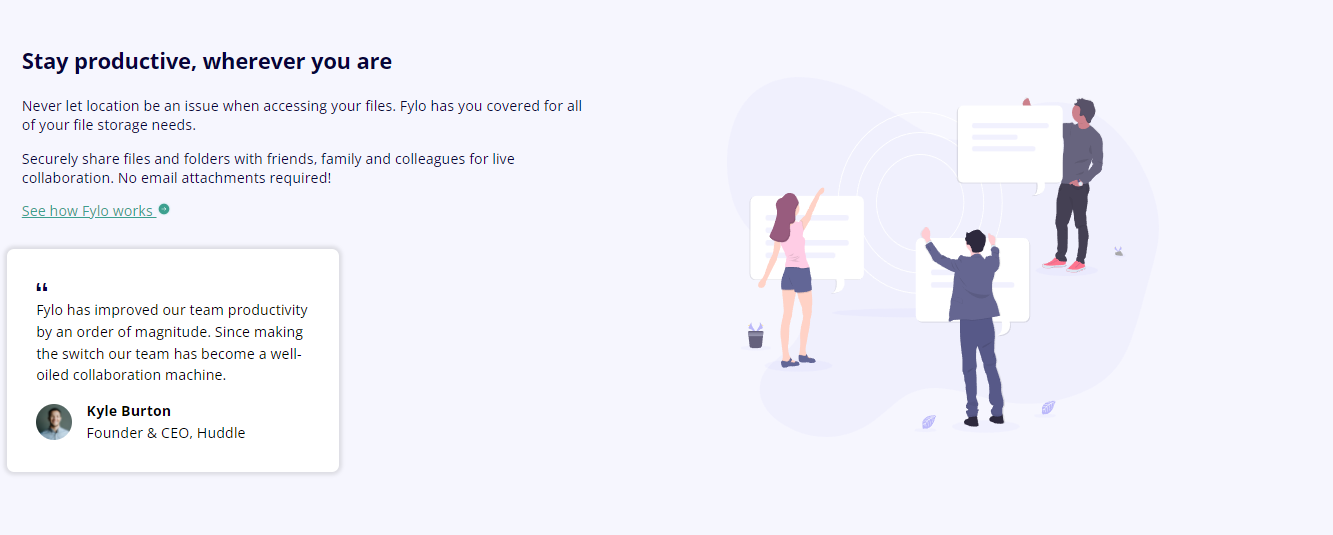 Stay productive, wherever you are
Never let location be an issue when accessing your files. Fylo has you covered for all
of your file storage needs.
Securely share files and folders with friends, family and colleagues for live
collaboration. No email attachments required!
See how Fylo works
“
Fylo has improved our team productivity
by an order of magnitude. Since making
the switch our team has become a well-
oiled collaboration machine.
Kyle Burton
Founder & CEO, Huddle